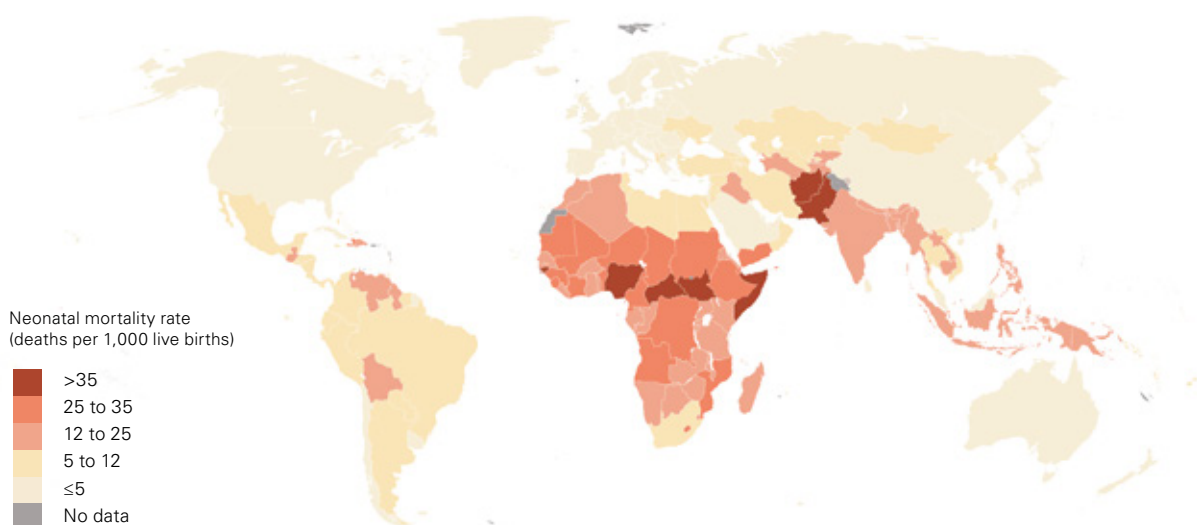 Neonatal mortality rate
(deaths per 1,000 live births)
>35
25 to 35
12 to 25
5 to 12
≤5
No data